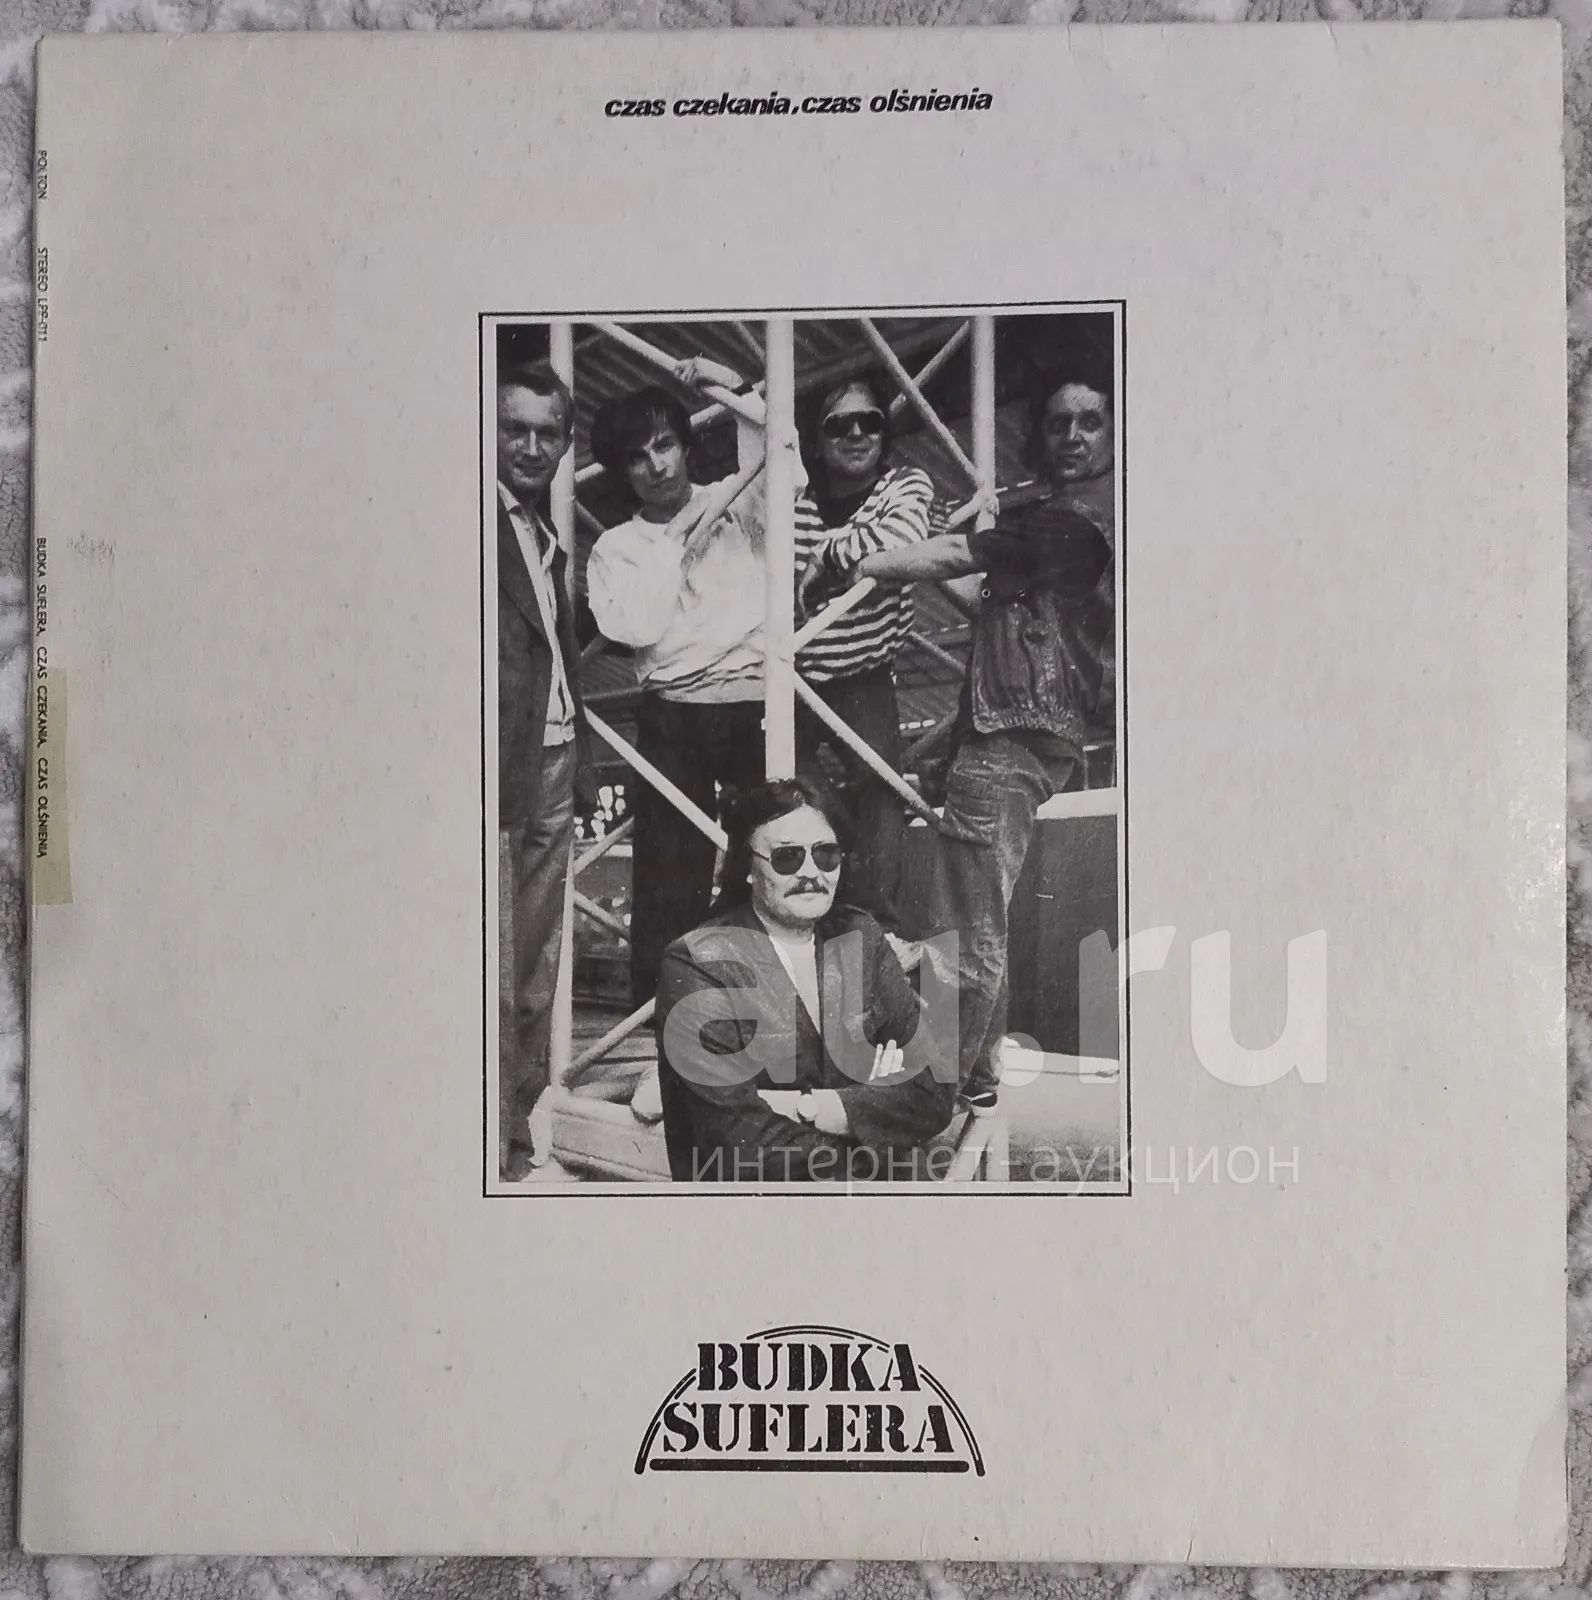 czas czekania, czas olśnienia
POLTON STEREO LPP-011 BUDKA SUFLERA, CZAS CZEKANIA, CZAS OLŚNIENIA
au.ru
интернет-аукцион
BUDKA
SUFLERA